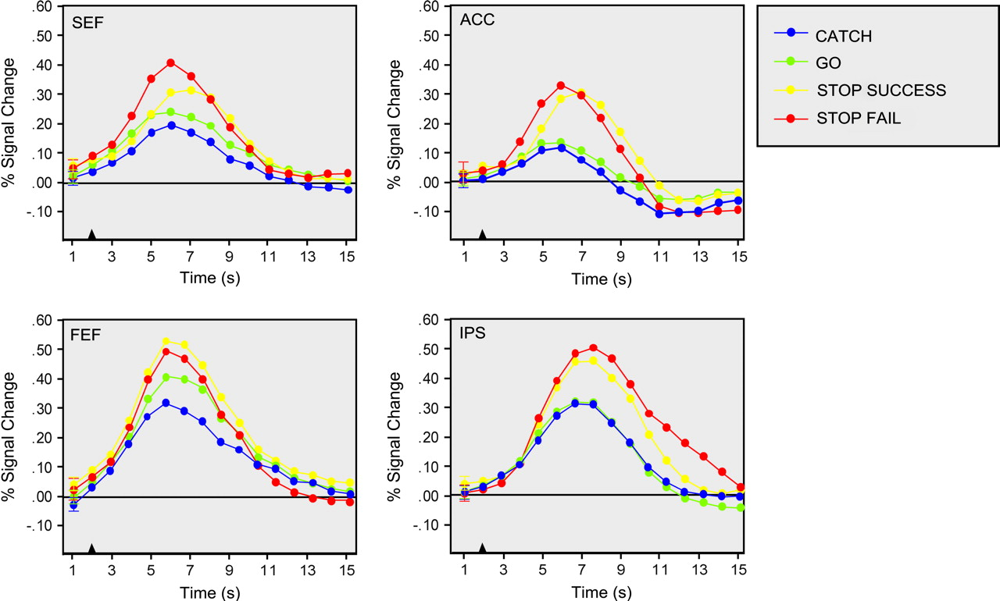 SEF
.60
.50
.40
.30
.20
.10
.00
-.10
% Signal Change
1 3 5 7 9 11 13 15
Time (s)
ACC
.60
.50
.40
.30
.20
.10
.00
-.10
% Signal Change
1 3 5 7 9 11 13 15
Time (s)
CATCH
GO
STOP SUCCESS
STOP FAIL
FEF
.60
.50
.40
.30
.20
.10
.00
-.10
% Signal Change
1 3 5 7 9 11 13 15
Time (s)
IPS
.60
.50
.40
.30
.20
.10
.00
-.10
% Signal Change
1 3 5 7 9 11 13 15
Time (s)